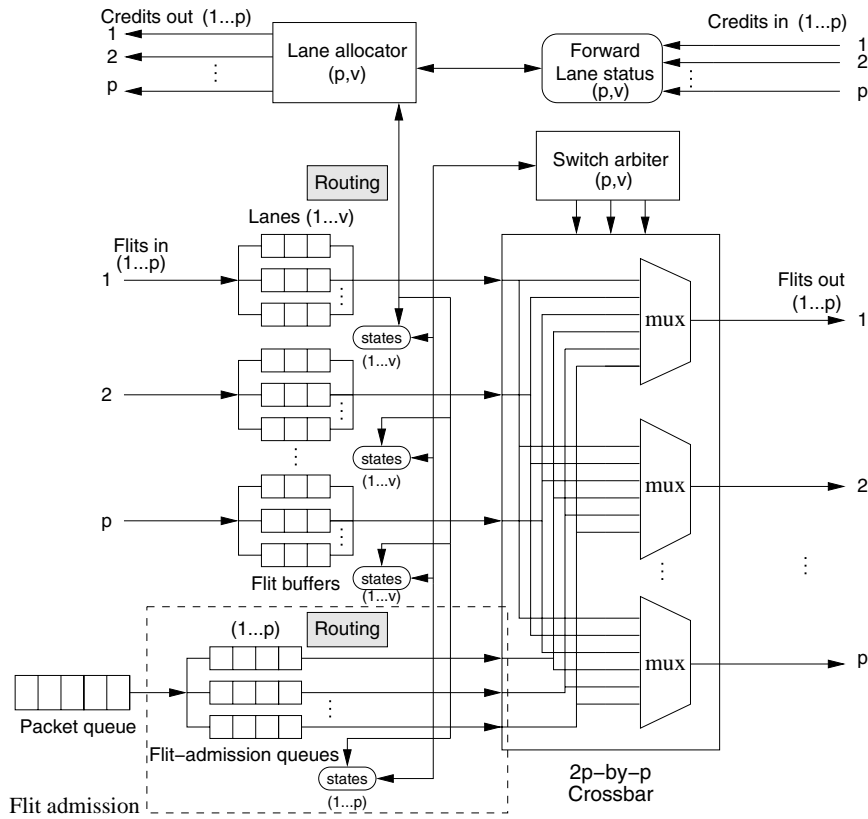 Credits out (1...p)
1
2
⋮
p
Lane allocator
(p,v)
Forward
Lane status
(p,v)
Credits in (1...p)
1
2
⋮
p
Switch arbiter
(p,v)
Routing
Lanes (1...v)
Flits in
(1...p)
1
⋮
states
(1...v)
mux
Flits out
(1...p)
1
2
⋮
states
(1...v)
⋮
mux
2
p
⋮
Flit buffers
states
(1...v)
⋮
⋮
(1...p)
Routing
mux
p
Packet queue
⋮
Flit-admission queues
states
(1...p)
Flit admission
2p-by-p
Crossbar